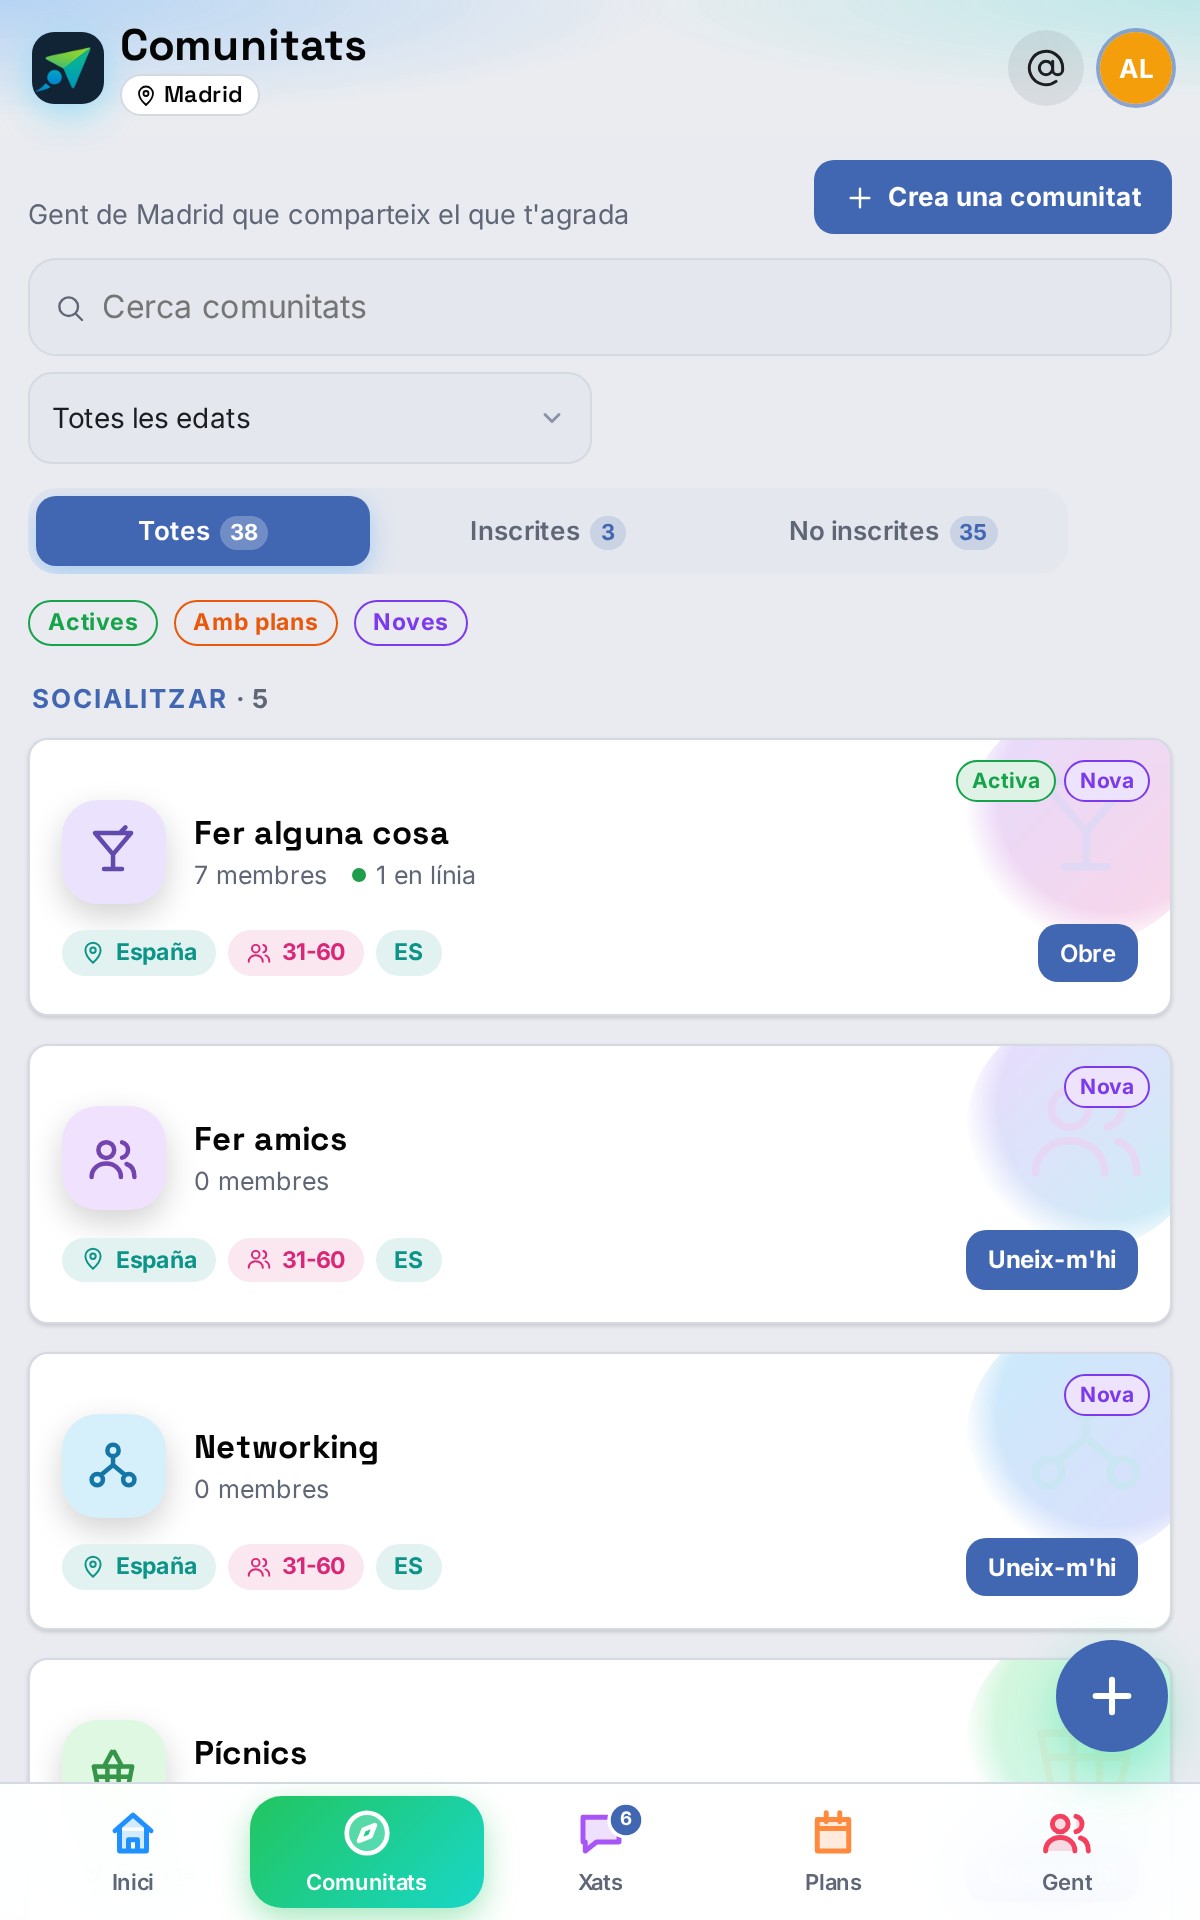 Comunitats
Madrid
@
AL
Gent de Madrid que comparteix el que t'agrada
+ Crea una comunitat
Cerca comunitats
Totes les edats
Totes 38
Inscrites 3
No inscrites 35
Actives
Amb plans
Noves
SOCIALITZAR · 5
Activa
Nova
Fer alguna cosa
7 membres
1 en línia
España
31-60
ES
Obre
Nova
Fer amics
0 membres
España
31-60
ES
Uneix-m'hi
Nova
Networking
0 membres
España
31-60
ES
Uneix-m'hi
Pícnics
+
Inici
Comunitats
6
Xats
Plans
Gent